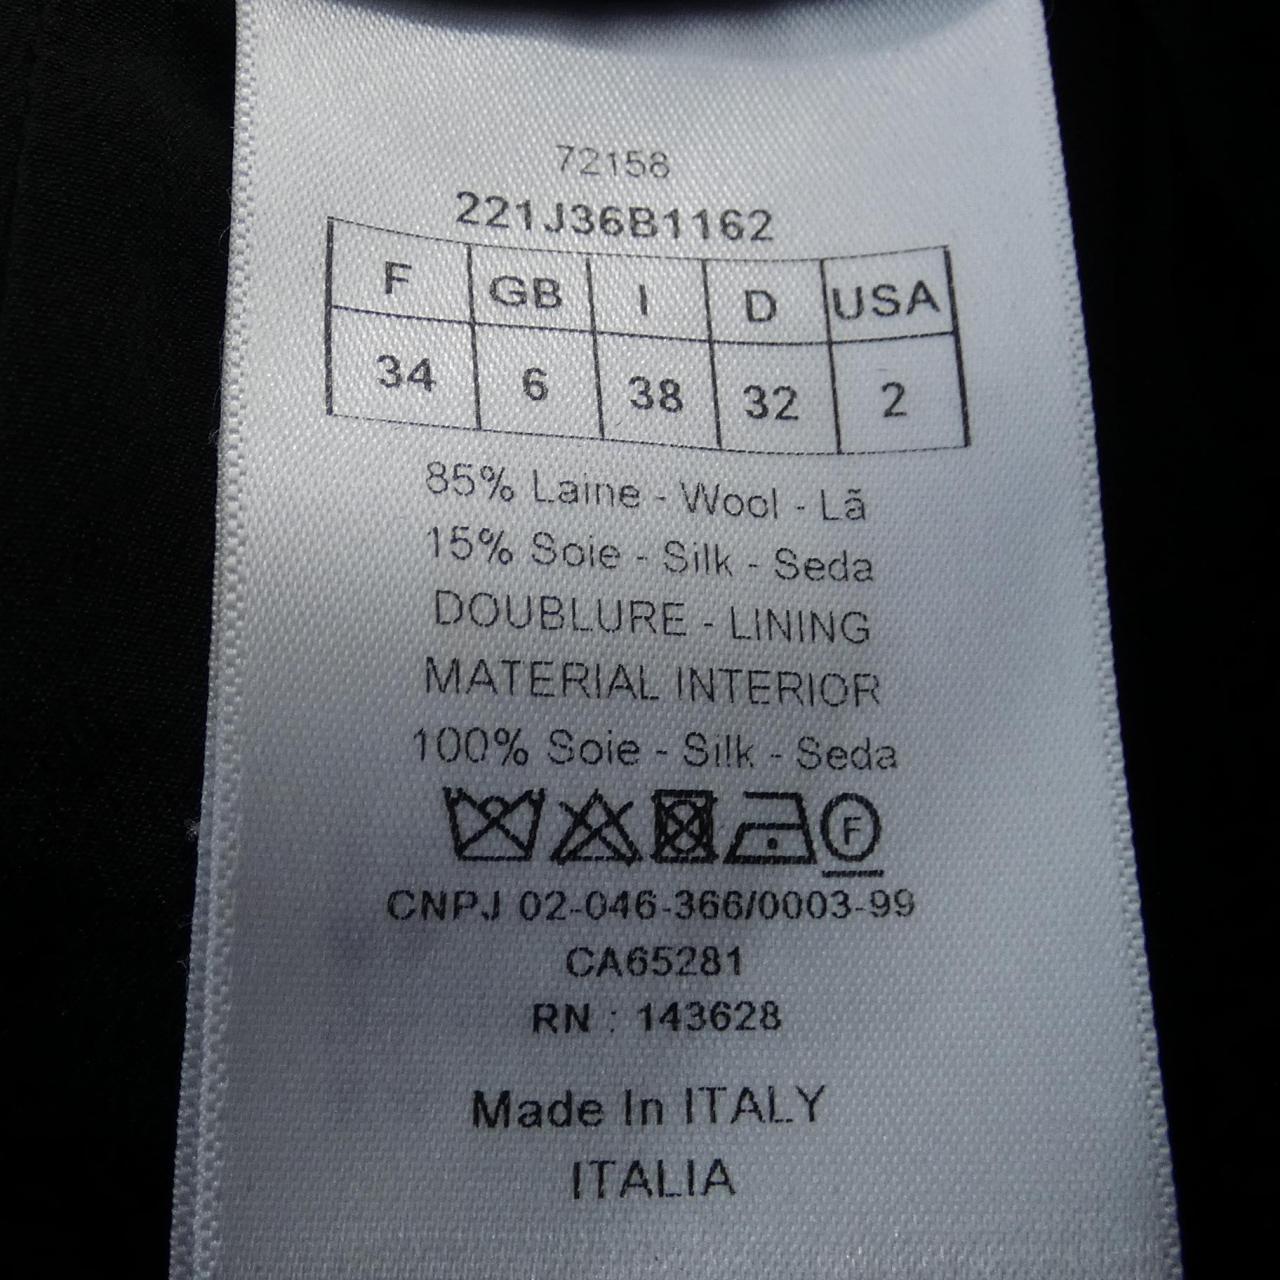 72158
221J36B1162
F GB I D USA
34 6 38 32 2
85% Laine - Wool - Lã
15% Soie - Silk - Seda
DOUBLURE - LINING
MATERIAL INTERIOR
100% Soie - Silk - Seda
F
CNPJ 02-046-366/0003-99
CA65281
RN : 143628
Made In ITALY
ITALIA